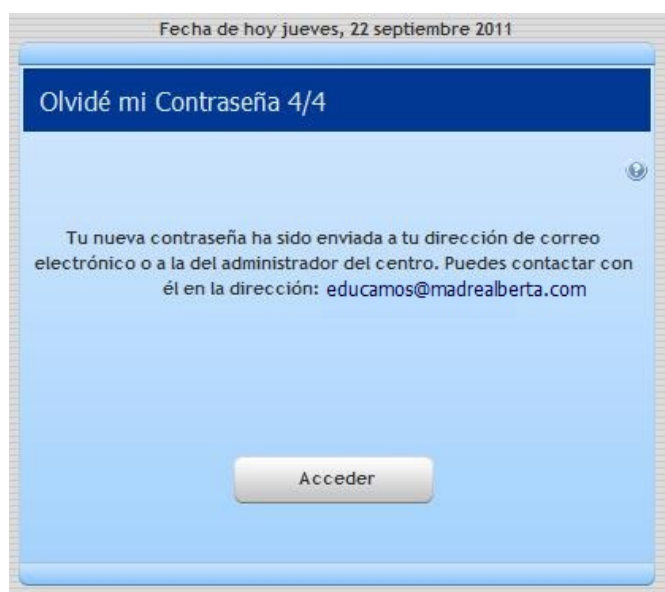 Fecha de hoy jueves, 22 septiembre 2011
Olvidé mi Contraseña 4/4
Tu nueva contraseña ha sido enviada a tu dirección de correo
electrónico o a la del administrador del centro. Puedes contactar con
él en la dirección: educamos@madrealberta.com
Acceder